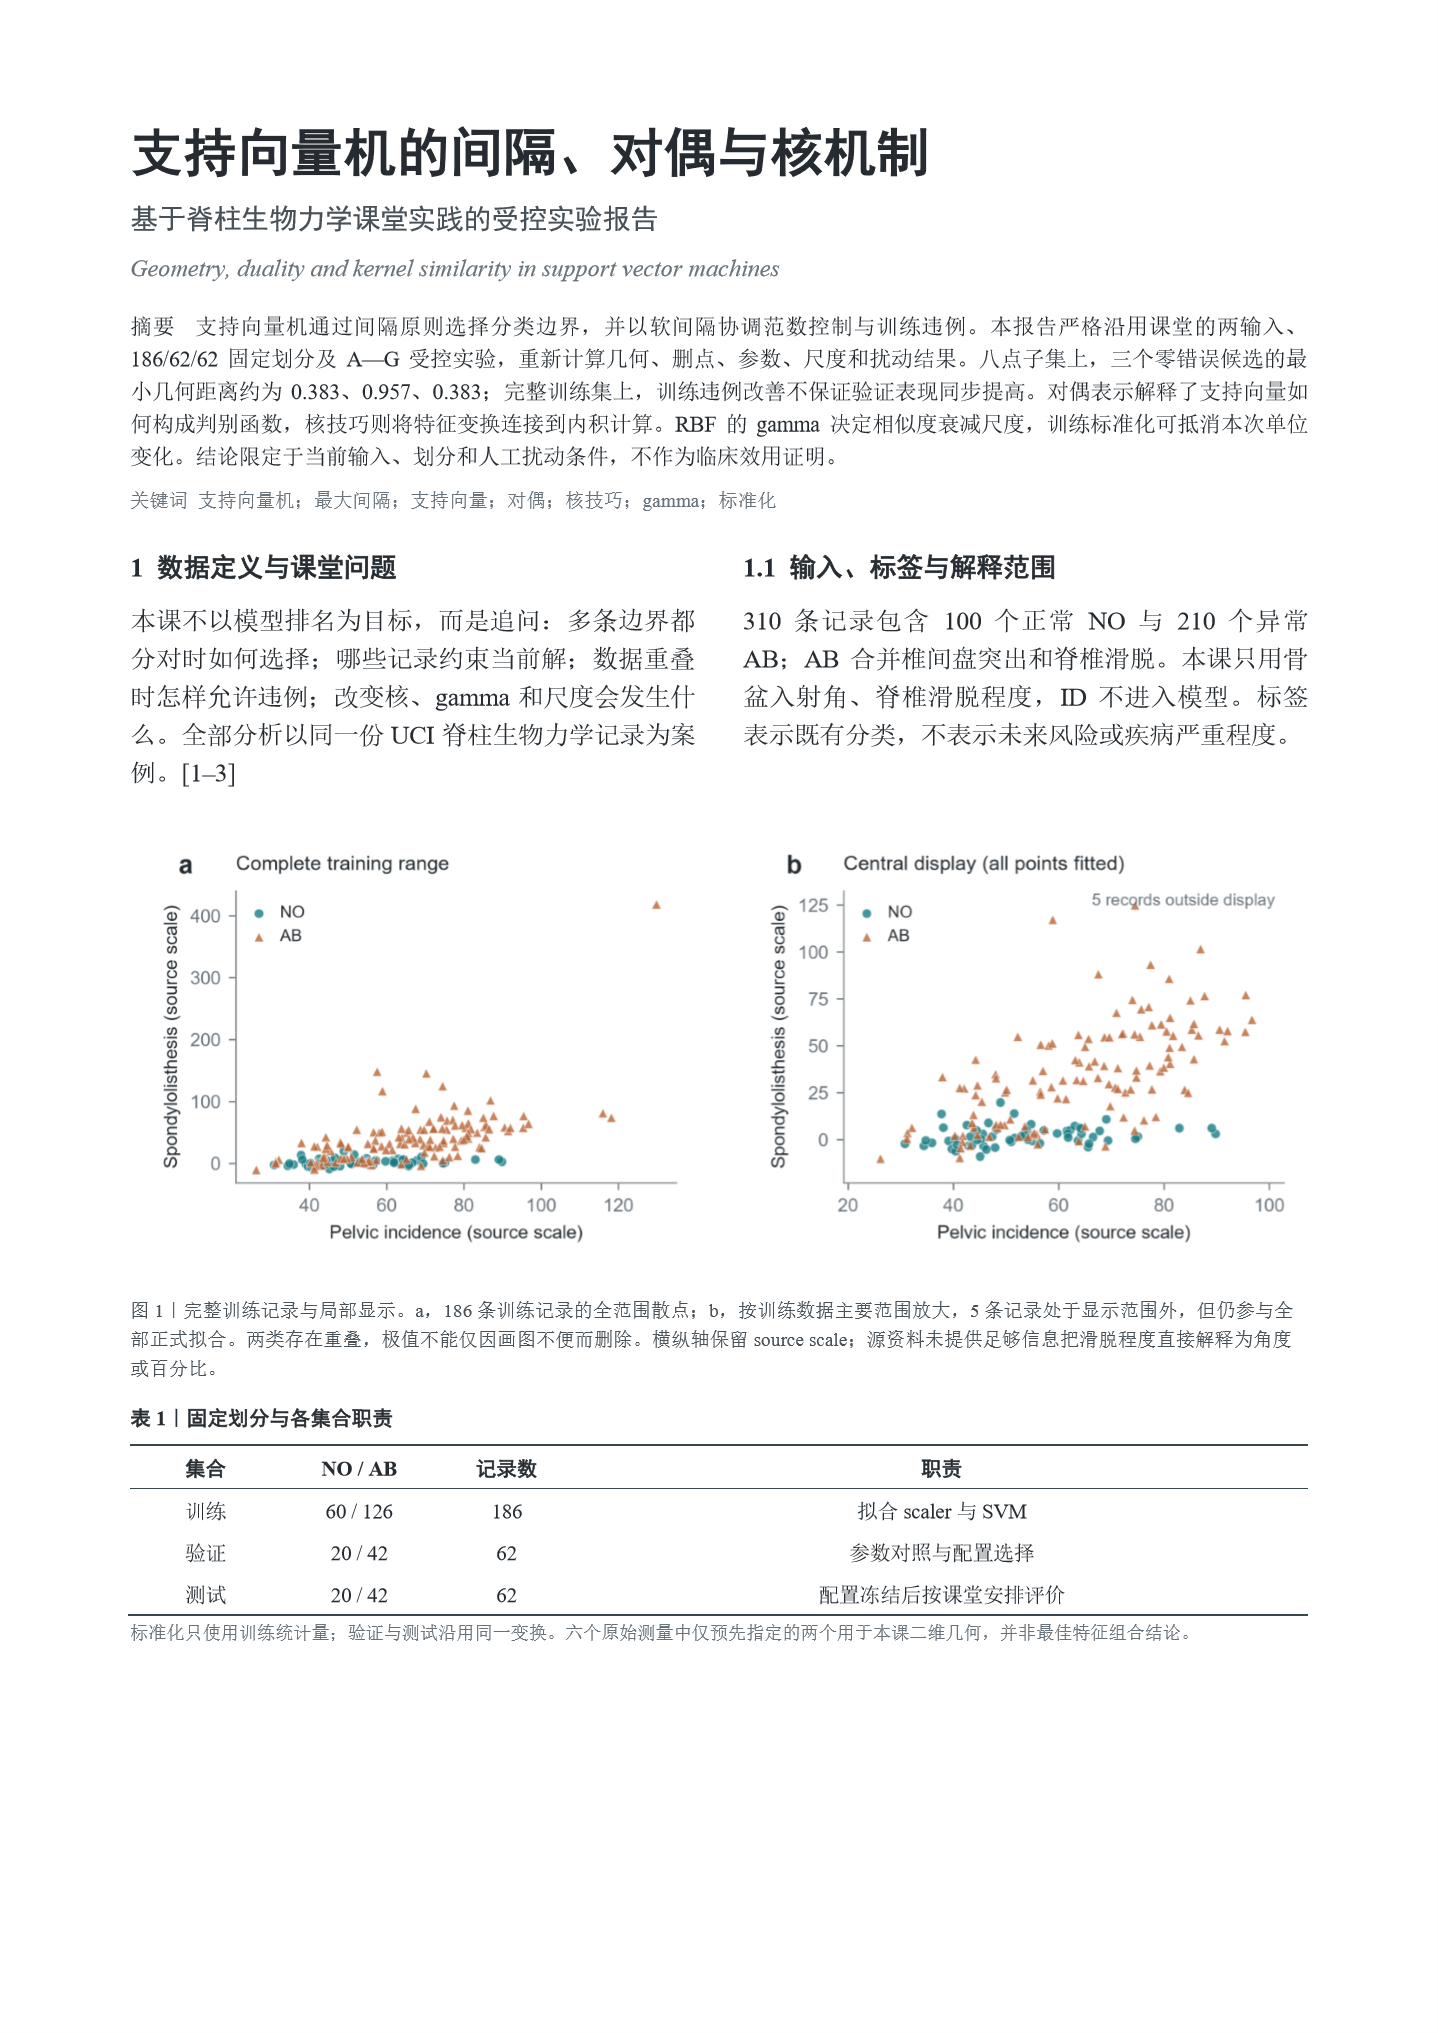 支持向量机的间隔、对偶与核机制
基于脊柱生物力学课堂实践的受控实验报告
Geometry, duality and kernel similarity in support vector machines
摘要 支持向量机通过间隔原则选择分类边界，并以软间隔协调范数控制与训练违例。本报告严格沿用课堂的两输入、
186/62/62 固定划分及 A—G 受控实验，重新计算几何、删点、参数、尺度和扰动结果。八点子集上，三个零错误候选的最
小几何距离约为 0.383、0.957、0.383；完整训练集上，训练违例改善不保证验证表现同步提高。对偶表示解释了支持向量如
何构成判别函数，核技巧则将特征变换连接到内积计算。RBF 的 gamma 决定相似度衰减尺度，训练标准化可抵消本次单位
变化。结论限定于当前输入、划分和人工扰动条件，不作为临床效用证明。
关键词 支持向量机；最大间隔；支持向量；对偶；核技巧；gamma；标准化
1 数据定义与课堂问题
本课不以模型排名为目标，而是追问：多条边界都
分对时如何选择；哪些记录约束当前解；数据重叠
时怎样允许违例；改变核、gamma 和尺度会发生什
么。全部分析以同一份 UCI 脊柱生物力学记录为案
例。[1–3]
1.1 输入、标签与解释范围
310 条记录包含 100 个正常 NO 与 210 个异常
AB；AB 合并椎间盘突出和脊椎滑脱。本课只用骨
盆入射角、脊椎滑脱程度，ID 不进入模型。标签
表示既有分类，不表示未来风险或疾病严重程度。
a Complete training range
NO
AB
Spondylolisthesis (source scale)
400
300
200
100
0
40 60 80 100 120
Pelvic incidence (source scale)
b Central display (all points fitted)
5 records outside display
NO
AB
Spondylolisthesis (source scale)
125
100
75
50
25
0
20 40 60 80 100
Pelvic incidence (source scale)
图 1｜完整训练记录与局部显示。a，186 条训练记录的全范围散点；b，按训练数据主要范围放大，5 条记录处于显示范围外，但仍参与全
部正式拟合。两类存在重叠，极值不能仅因画图不便而删除。横纵轴保留 source scale；源资料未提供足够信息把滑脱程度直接解释为角度
或百分比。
表 1｜固定划分与各集合职责
集合 NO / AB 记录数 职责
训练 60 / 126 186 拟合 scaler 与 SVM
验证 20 / 42 62 参数对照与配置选择
测试 20 / 42 62 配置冻结后按课堂安排评价
标准化只使用训练统计量；验证与测试沿用同一变换。六个原始测量中仅预先指定的两个用于本课二维几何，并非最佳特征组合结论。